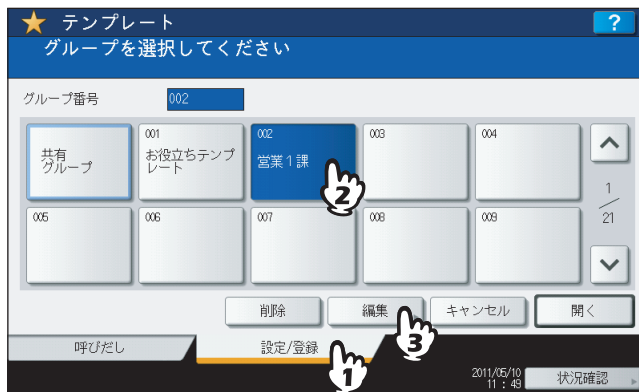 テンプレート
?
グループを選択してください
グループ番号 002
共有
グループ
001
お役立ちテンプ
レート
002
営業1課
003
004
1
21
005
006
007
008
009
2
削除 編集 キャンセル 開く
3
呼びだし 設定/登録
1
2011/05/10
11 : 49
状況確認